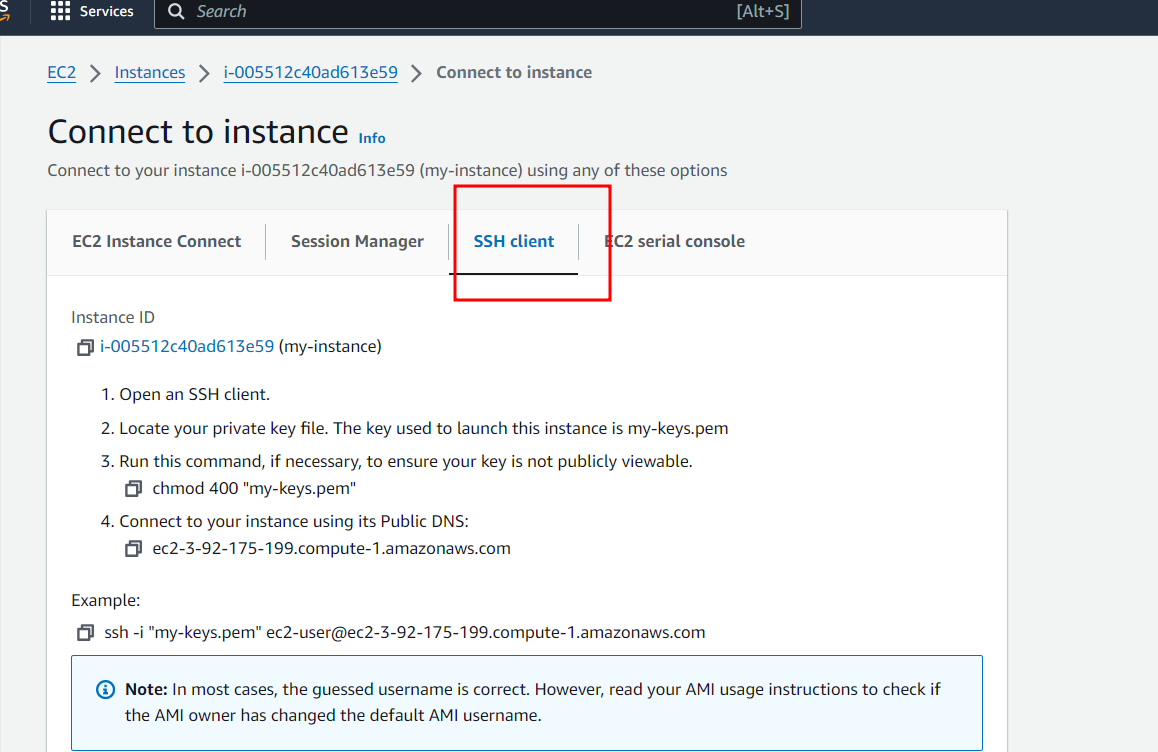 Services
Search
[Alt+S]
EC2 > Instances > i-005512c40ad613e59 > Connect to instance
Connect to instance Info
Connect to your instance i-005512c40ad613e59 (my-instance) using any of these options
EC2 Instance Connect
Session Manager
SSH client
EC2 serial console
Instance ID
i-005512c40ad613e59 (my-instance)
1. Open an SSH client.
2. Locate your private key file. The key used to launch this instance is my-keys.pem
3. Run this command, if necessary, to ensure your key is not publicly viewable.
chmod 400 "my-keys.pem"
4. Connect to your instance using its Public DNS:
ec2-3-92-175-199.compute-1.amazonaws.com
Example:
ssh -i "my-keys.pem" ec2-user@ec2-3-92-175-199.compute-1.amazonaws.com
Note: In most cases, the guessed username is correct. However, read your AMI usage instructions to check if
the AMI owner has changed the default AMI username.